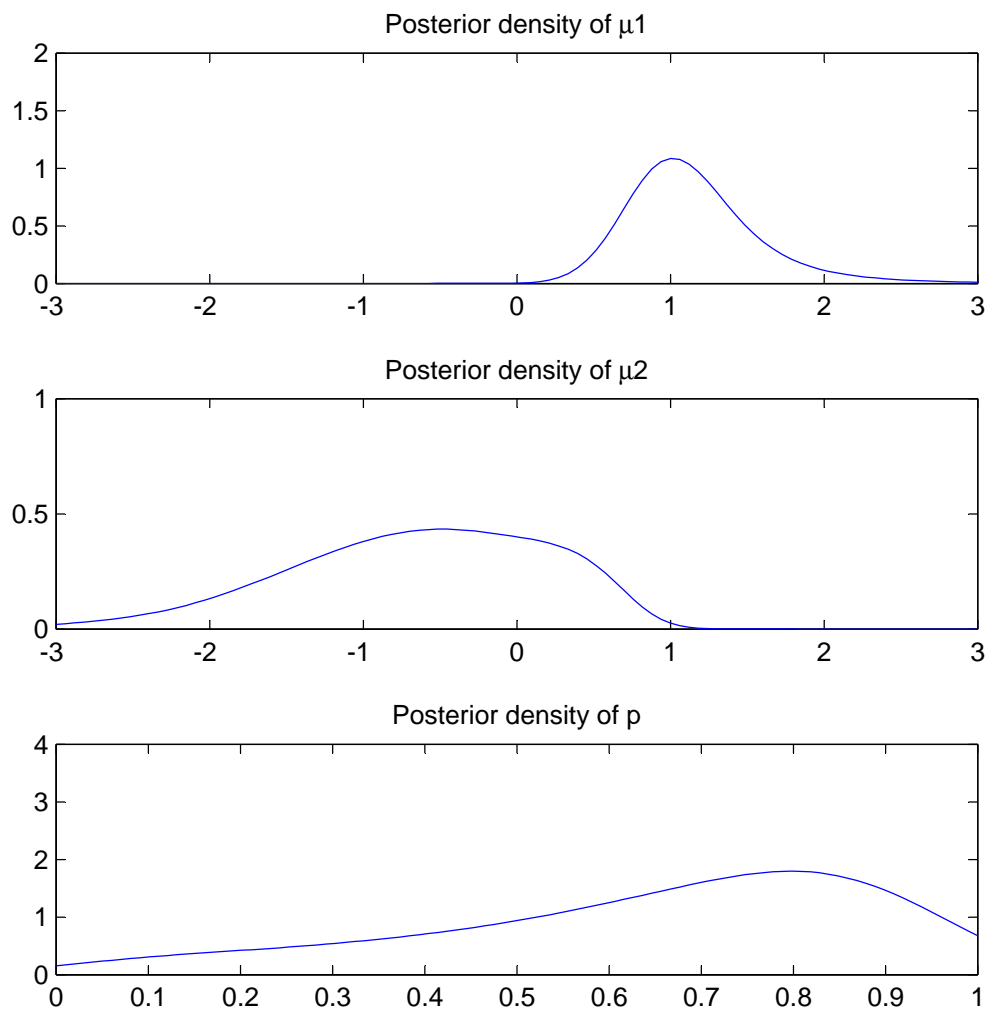 Posterior density of μ1
2
1.5
1
0.5
0
-3 -2 -1 0 1 2 3
Posterior density of μ2
1
0.5
0
-3 -2 -1 0 1 2 3
Posterior density of p
4
3
2
1
0
0 0.1 0.2 0.3 0.4 0.5 0.6 0.7 0.8 0.9 1